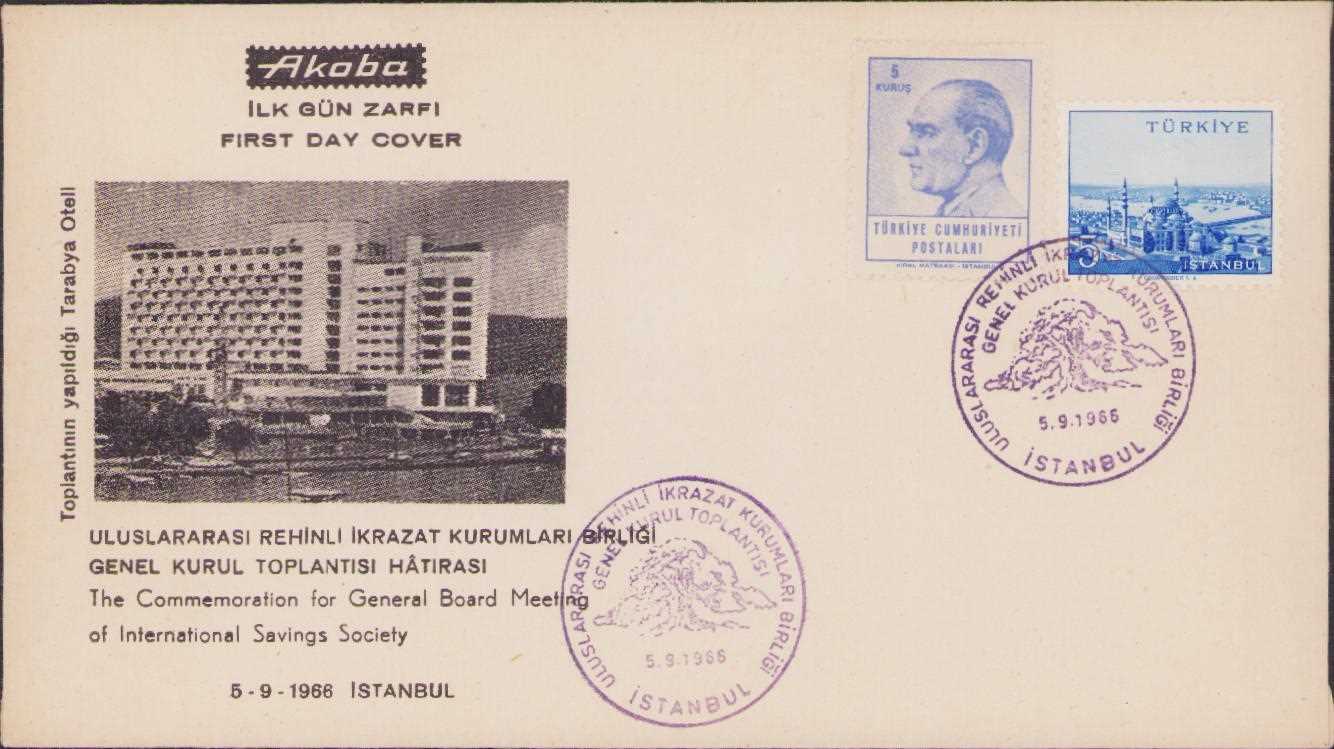 Akoba
İLK GÜN ZARFI
FIRST DAY COVER
Toplantının yapıldığı Tarabya Oteli
ULUSLARARASI REHİNLİ İKRAZAT KURUMLARI BİRLİĞİ
GENEL KURUL TOPLANTISI HÂTIRASI
The Commemoration for General Board Meeting
of International Savings Society
5-9-1966 İSTANBUL
5
KURUŞ
TÜRKİYE CUMHURİYETİ
POSTALARI
TÜRKİYE
5
İSTANBUL
ULUSLARARASI REHİNLİ İKRAZAT KURUMLARI BİRLİĞİ
GENEL KURUL TOPLANTISI
5.9.1966
İSTANBUL
ULUSLARARASI REHİNLİ İKRAZAT KURUMLARI BİRLİĞİ
GENEL KURUL TOPLANTISI
5.9.1966
İSTANBUL